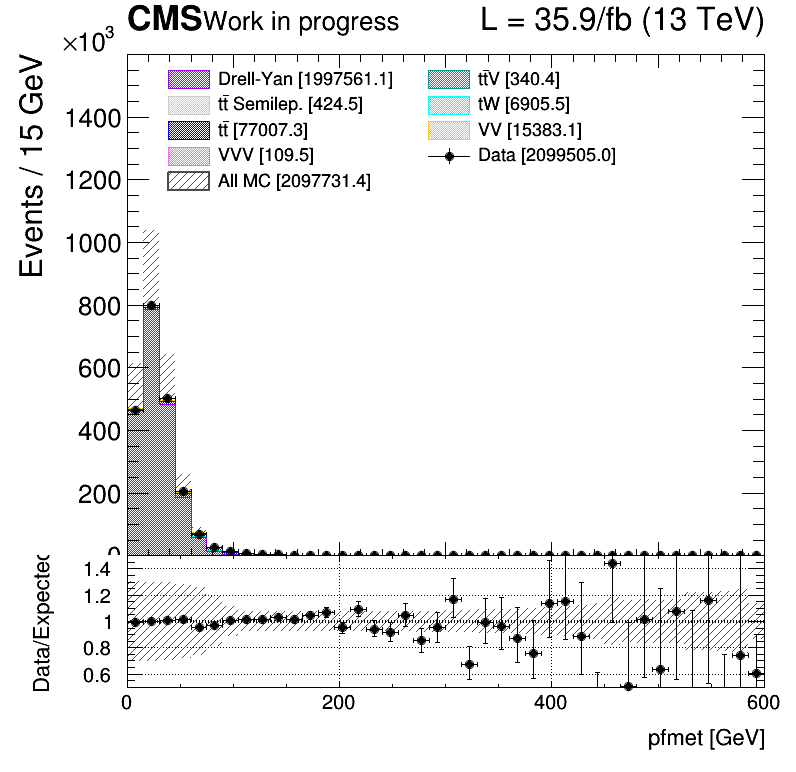 CMS Work in progress L = 35.9/fb (13 TeV)
×10³
Events / 15 GeV
Drell-Yan [1997561.1]
tt̄ Semilep. [424.5]
tt̄ [77007.3]
VVV [109.5]
All MC [2097731.4]
tt̄V [340.4]
tW [6905.5]
VV [15383.1]
Data [2099505.0]
1400
1200
1000
800
600
400
200
0
Data/Expected
1.4
1.2
1
0.8
0.6
0 200 400 600
pfmet [GeV]